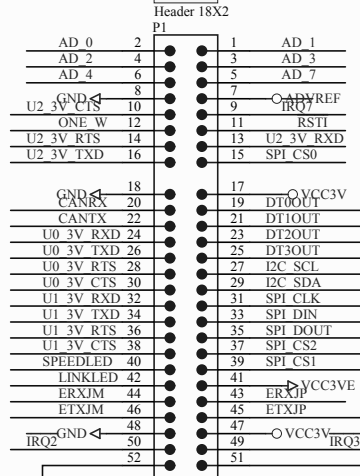 Header 18X2
P1
AD_0 2 1 AD_1
AD_2 4 3 AD_3
AD_4 6 5 AD_7
GND 8 7 ADVREF
U2_3V_CTS 10 9 IRQ7
ONE_W 12 11 RSTI
U2_3V_RTS 14 13 U2_3V_RXD
U2_3V_TXD 16 15 SPI_CS0
GND 18 17 VCC3V
CANRX 20 19 DT0OUT
CANTX 22 21 DT1OUT
U0_3V_RXD 24 23 DT2OUT
U0_3V_TXD 26 25 DT3OUT
U0_3V_RTS 28 27 I2C_SCL
U0_3V_CTS 30 29 I2C_SDA
U1_3V_RXD 32 31 SPI_CLK
U1_3V_TXD 34 33 SPI_DIN
U1_3V_RTS 36 35 SPI_DOUT
U1_3V_CTS 38 37 SPI_CS2
SPEEDLED 40 39 SPI_CS1
LINKLED 42 41 VCC3VE
ERXJM 44 43 ERXJP
ETXJM 46 45 ETXJP
GND 48 47 VCC3V
IRQ2 50 49 IRQ3
52 51